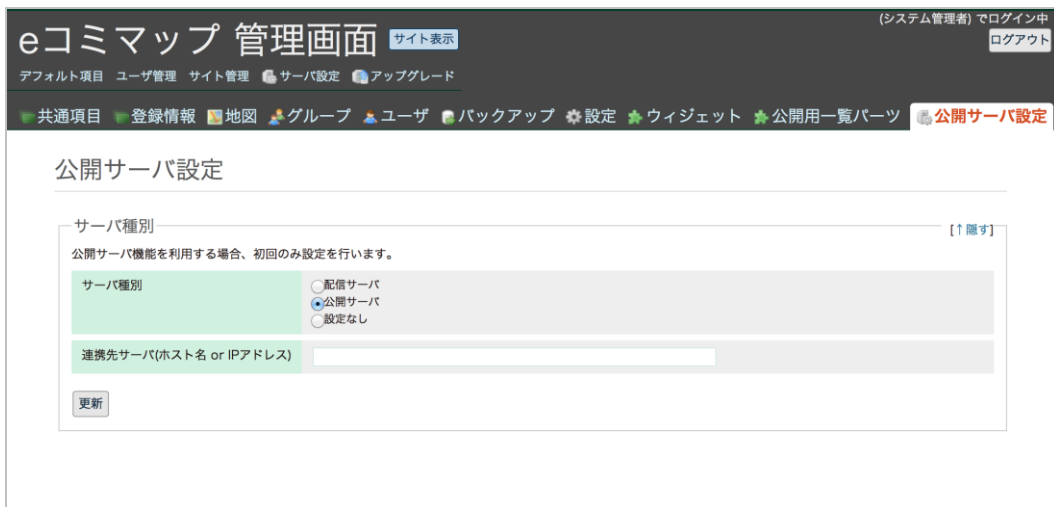 (システム管理者) でログイン中
eコミマップ 管理画面 サイト表示
ログアウト
デフォルト項目 ユーザ管理 サイト管理 サーバ設定 アップグレード
共通項目 登録情報 地図 グループ ユーザ バックアップ 設定 ウィジェット 公開用一覧パーツ 公開サーバ設定
公開サーバ設定
サーバ種別 [↑隠す]
公開サーバ機能を利用する場合、初回のみ設定を行います。
サーバ種別 配信サーバ
公開サーバ
設定なし
連携先サーバ(ホスト名 or IPアドレス)
更新